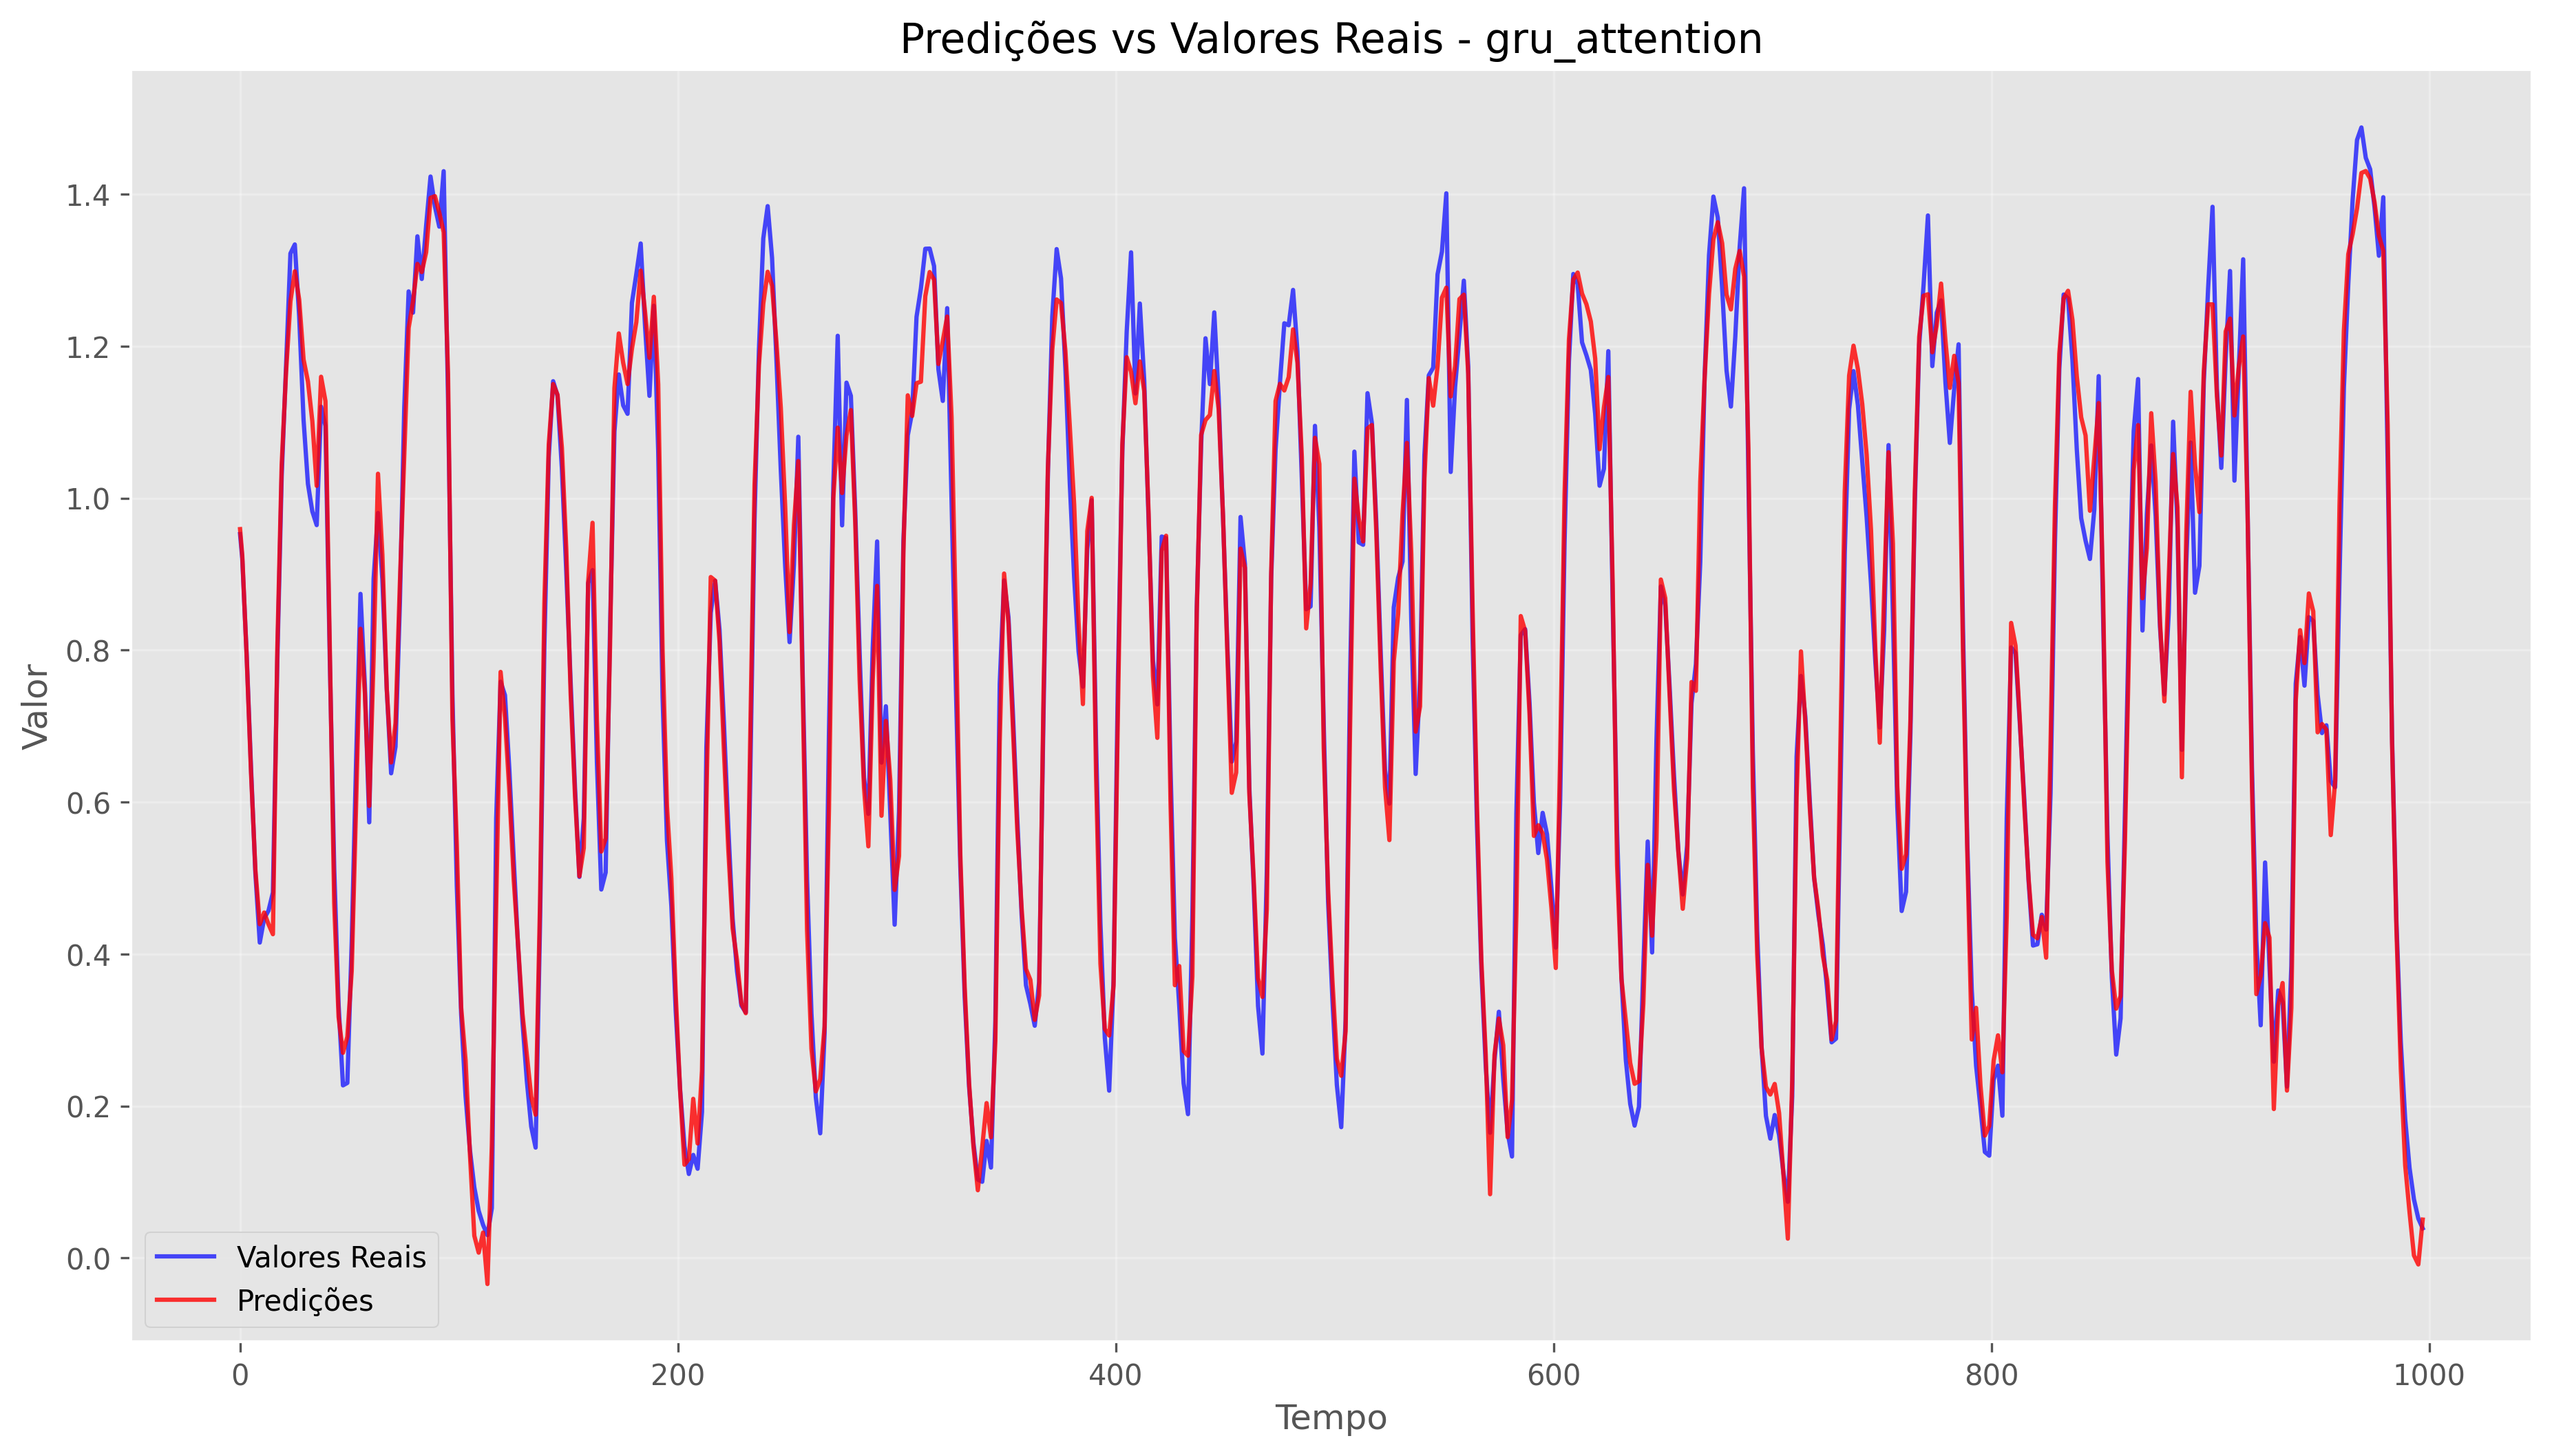 Predições vs Valores Reais - gru_attention
Valor
1.4
1.2
1.0
0.8
0.6
0.4
0.2
0.0
Valores Reais
Predições
0 200 400 600 800 1000
Tempo